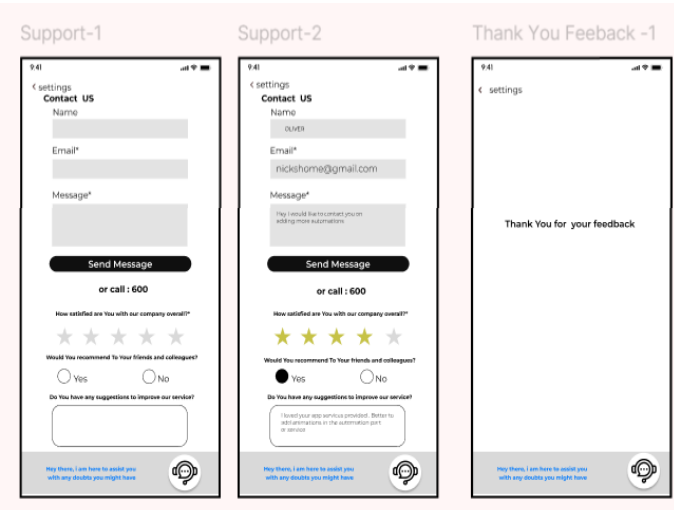 Support-1
9:41
settings
Contact US
Name
Email*
Message*
Send Message
or call : 600
How satisfied are You with our company overall?*
Would You recommend To Your friends and colleagues?
Yes
No
Do You have any suggestions to improve our service?
Hey there, i am here to assist you
with any doubts you might have
Support-2
9:41
settings
Contact US
Name
OLIVER
Email*
nickshome@gmail.com
Message*
Hey I would like to contact you on
adding more automations
Send Message
or call : 600
How satisfied are You with our company overall?*
Would You recommend To Your friends and colleagues?
Yes
No
Do You have any suggestions to improve our service?
I loved your app services provided . Better to
add animations in the automation part
or service
Hey there, i am here to assist you
with any doubts you might have
Thank You Feeback -1
9:41
settings
Thank You for your feedback
Hey there, i am here to assist you
with any doubts you might have